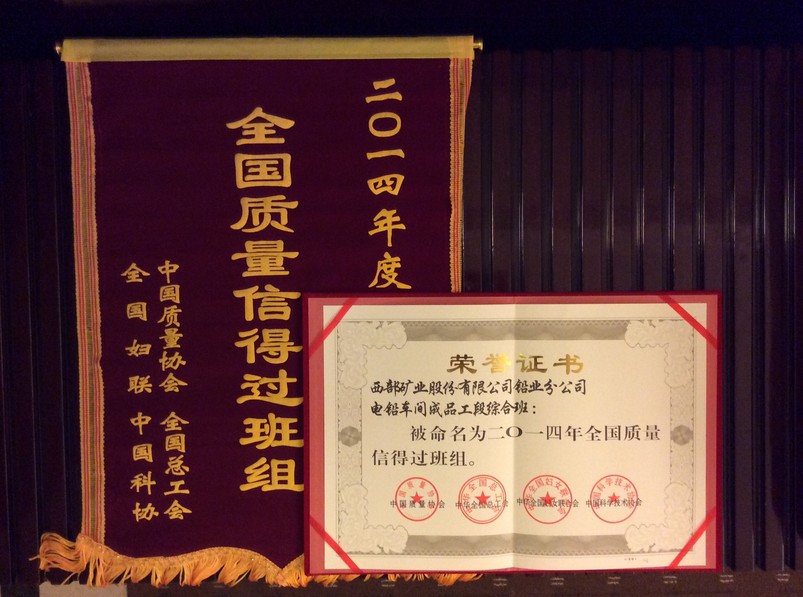 二〇一四年度
全国质量信得过班组
中国质量协会 全国总工会
全国妇联 中国科协
荣誉证书
西部矿业股份有限公司铅业分公司
电铅车间成品工段综合班：
被命名为二〇一四年全国质量
信得过班组。
中国质量协会 中华全国总工会 中华全国妇女联合会 中国科学技术协会